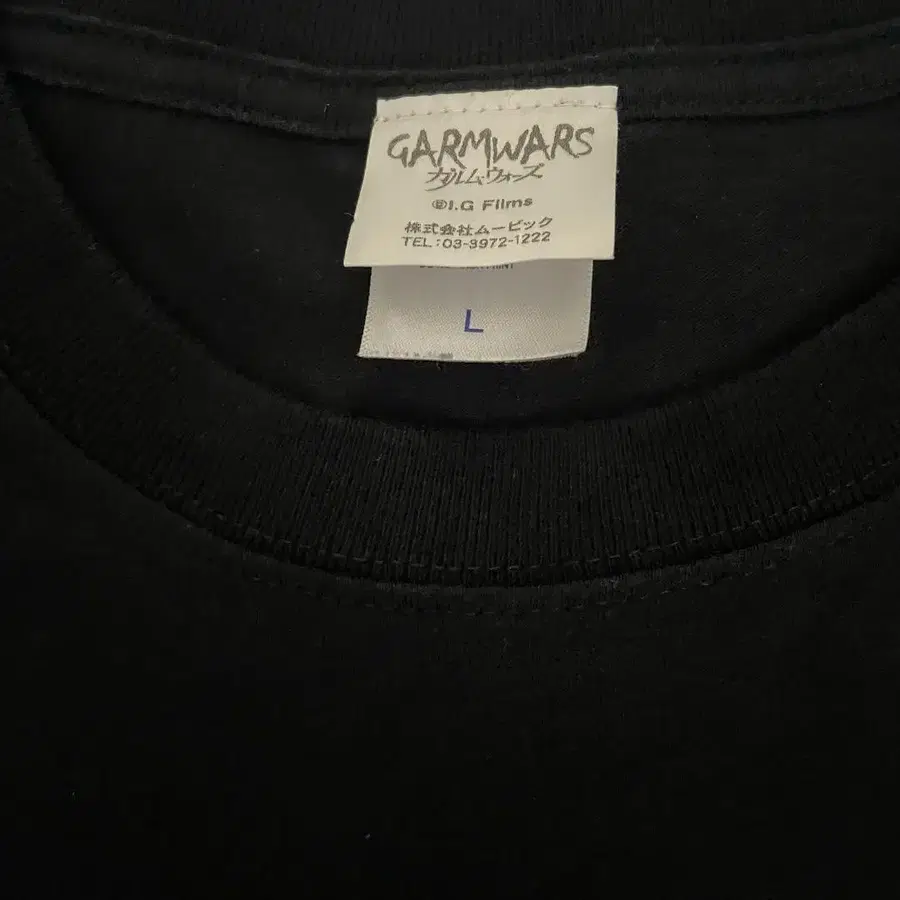 GARMWARS
ガルム・ウォーズ
©I.G Films
株式会社ムービック
TEL:03-3972-1222
L